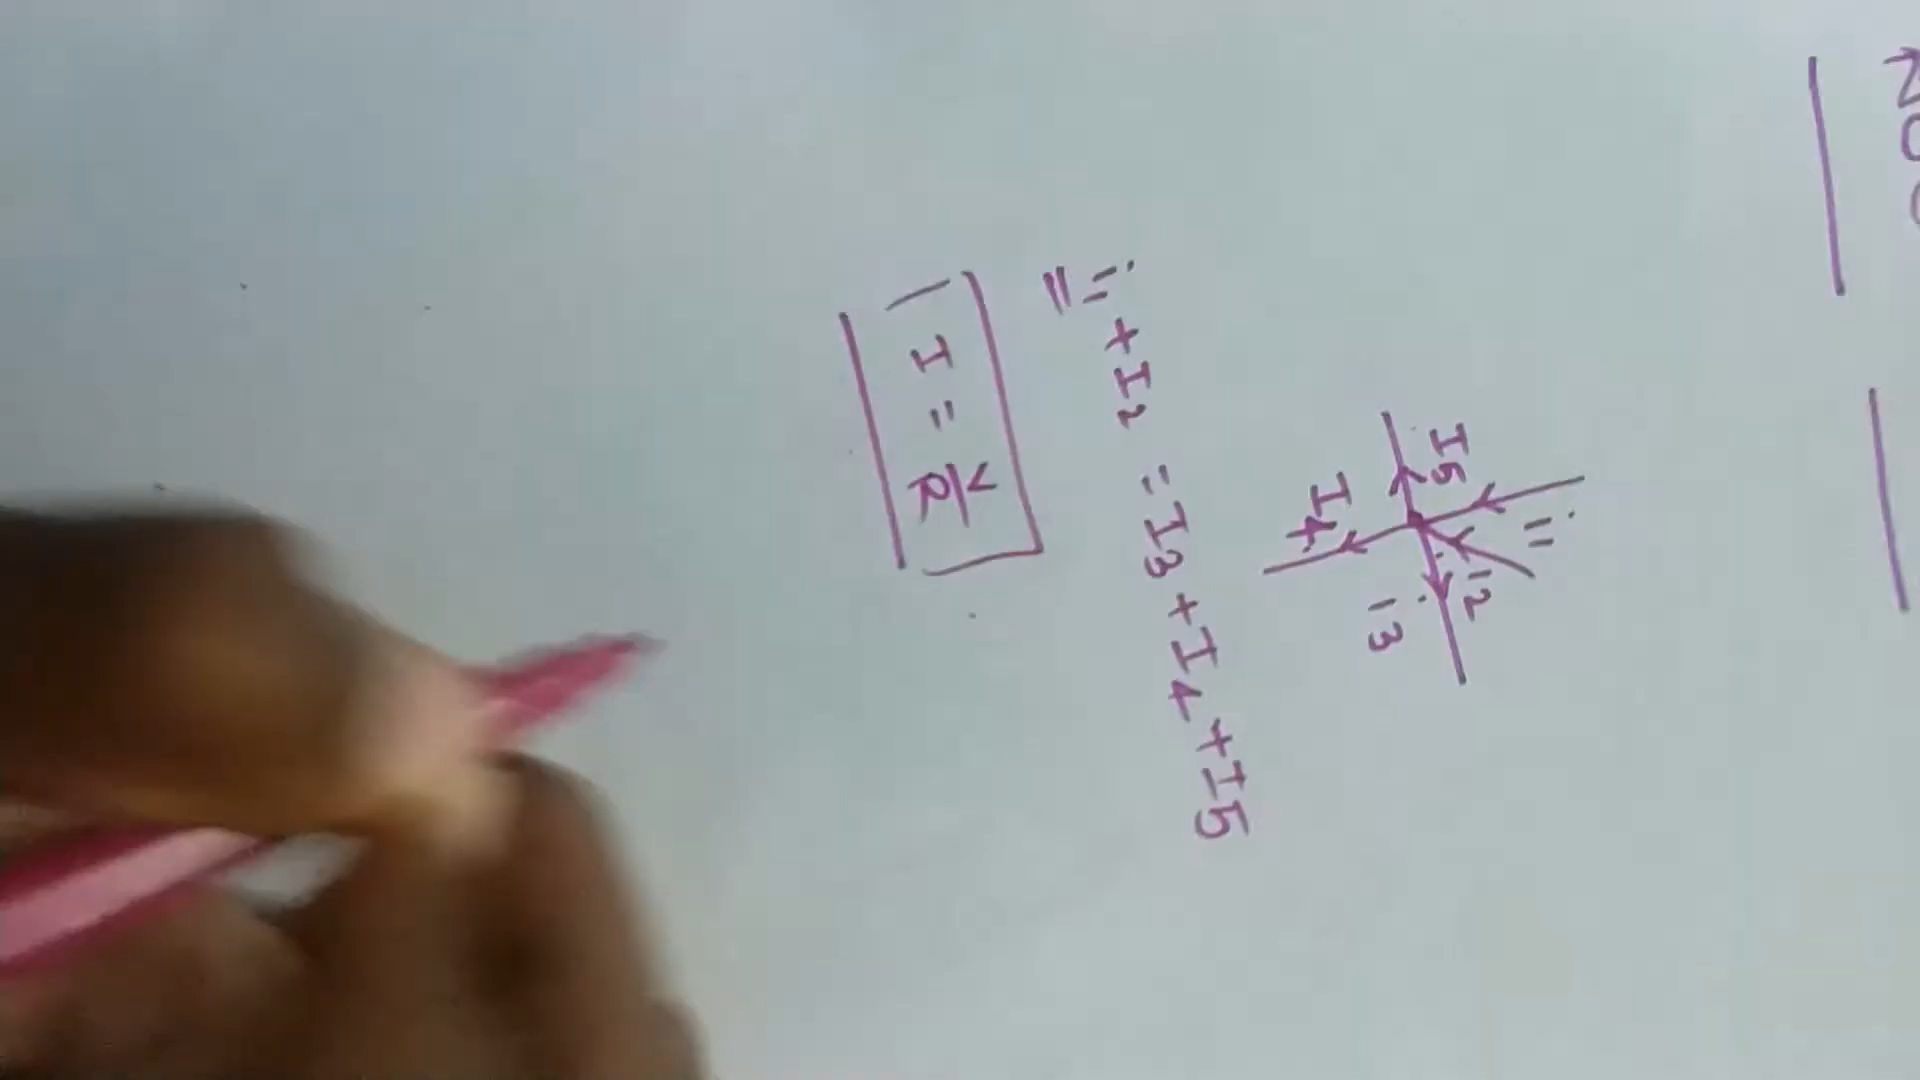 i1
i2
I5
i3
I4
i1 + I2 = I3 + I4 + I5
I = V/R